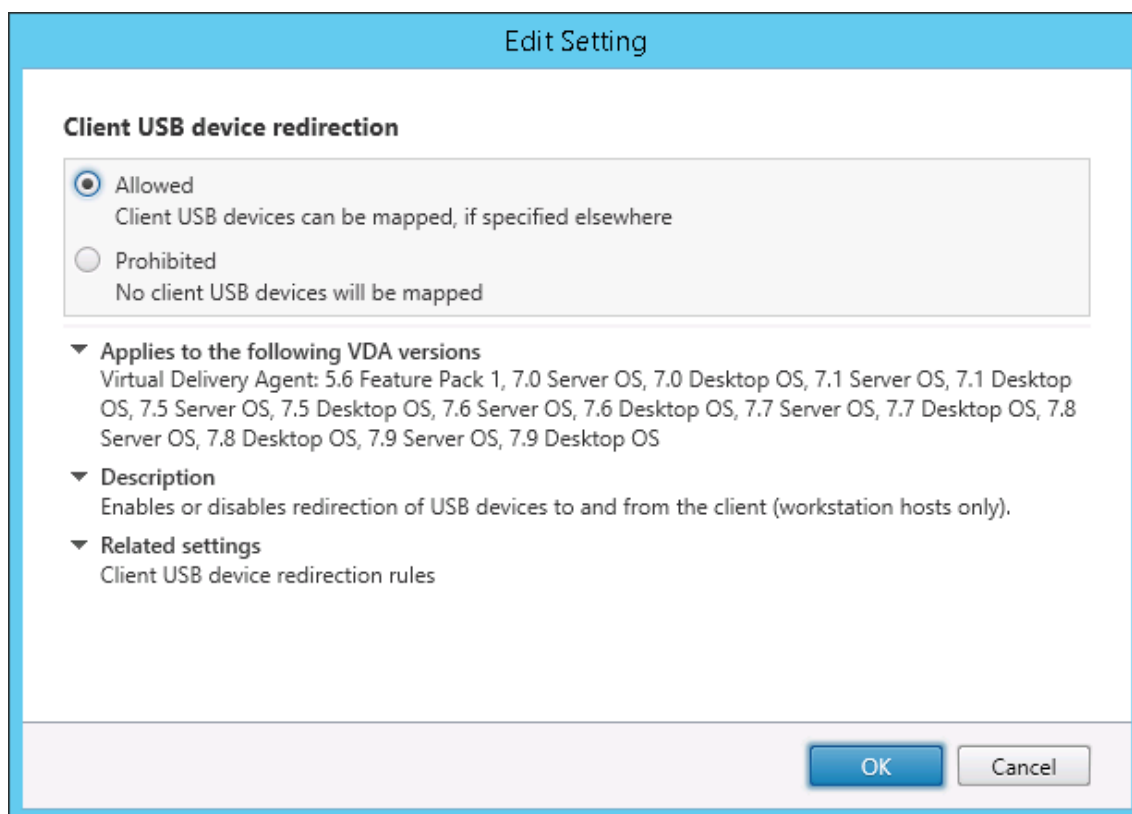 Edit Setting
Client USB device redirection
Allowed
Client USB devices can be mapped, if specified elsewhere
Prohibited
No client USB devices will be mapped
Applies to the following VDA versions
Virtual Delivery Agent: 5.6 Feature Pack 1, 7.0 Server OS, 7.0 Desktop OS, 7.1 Server OS, 7.1 Desktop
OS, 7.5 Server OS, 7.5 Desktop OS, 7.6 Server OS, 7.6 Desktop OS, 7.7 Server OS, 7.7 Desktop OS, 7.8
Server OS, 7.8 Desktop OS, 7.9 Server OS, 7.9 Desktop OS
Description
Enables or disables redirection of USB devices to and from the client (workstation hosts only).
Related settings
Client USB device redirection rules
OK
Cancel